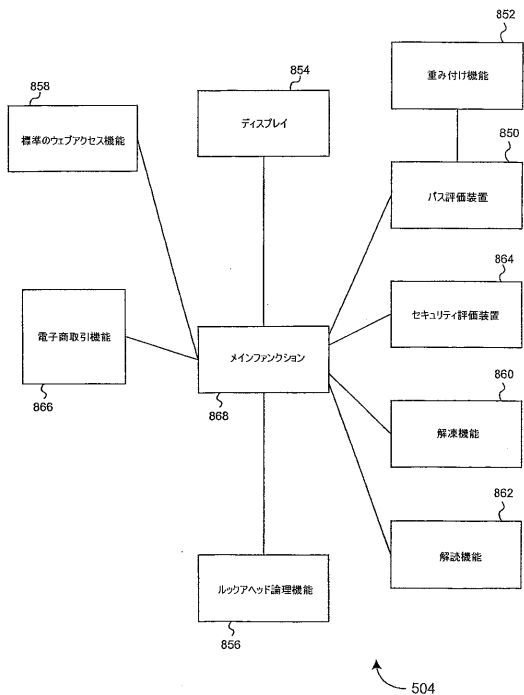 852
重み付け機能
854
858
ディスプレイ
標準のウェブアクセス機能
850
パス評価装置
864
セキュリティ評価装置
電子商取引機能
866
メインファンクション
868
860
解凍機能
862
解読機能
ルックアヘッド論理機能
856
504